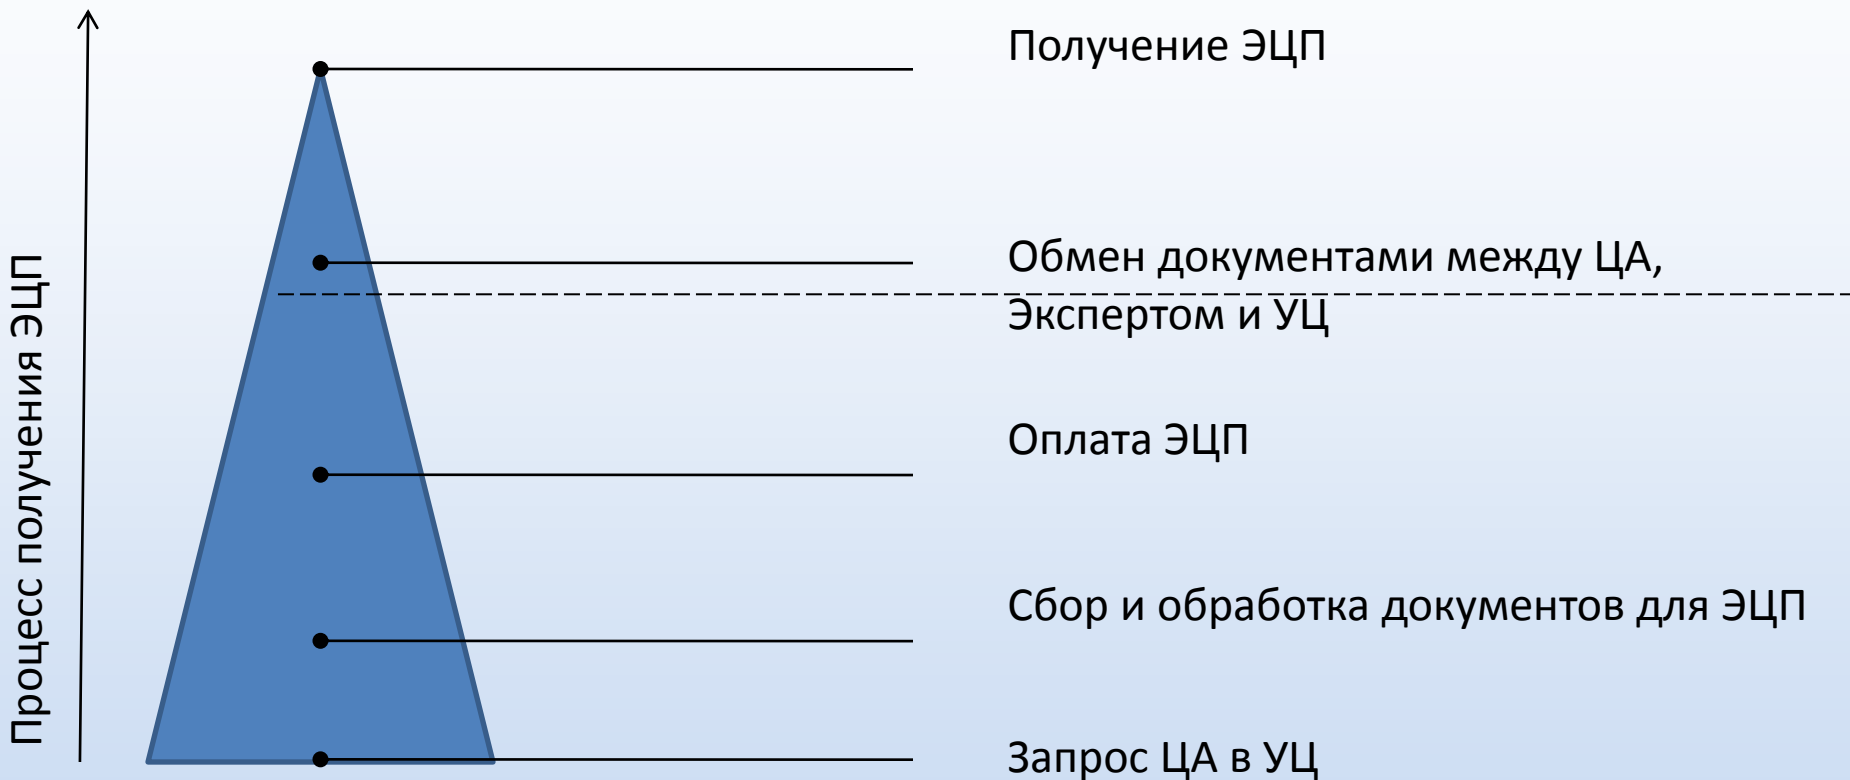 Процесс получения ЭЦП
Получение ЭЦП
Обмен документами между ЦА,
Экспертом и УЦ
Оплата ЭЦП
Сбор и обработка документов для ЭЦП
Запрос ЦА в УЦ